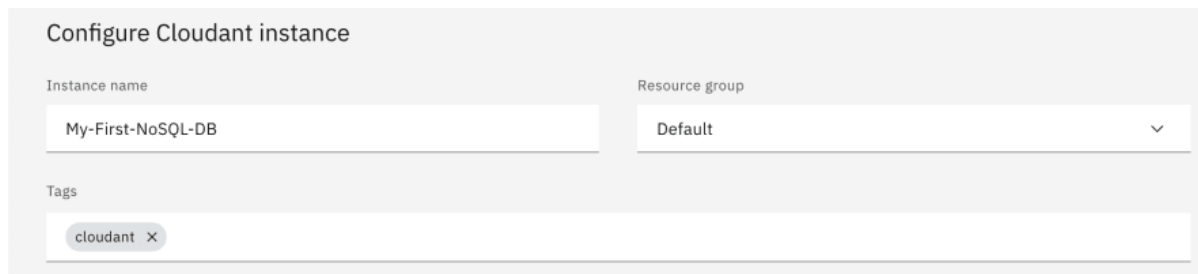 Configure Cloudant instance
Instance name
Resource group
My-First-NoSQL-DB
Default
Tags
cloudant ×